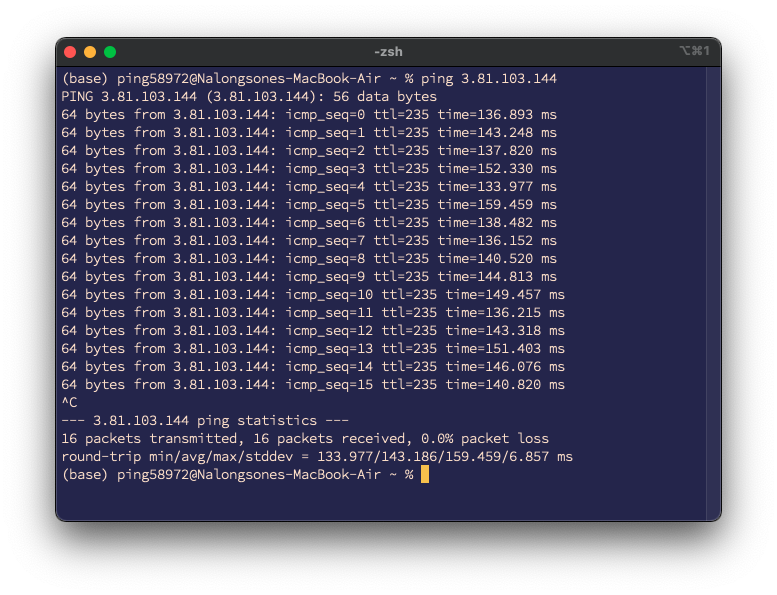 -zsh
⌥⌘1
(base) ping58972@Nalongsones-MacBook-Air ~ % ping 3.81.103.144
PING 3.81.103.144 (3.81.103.144): 56 data bytes
64 bytes from 3.81.103.144: icmp_seq=0 ttl=235 time=136.893 ms
64 bytes from 3.81.103.144: icmp_seq=1 ttl=235 time=143.248 ms
64 bytes from 3.81.103.144: icmp_seq=2 ttl=235 time=137.820 ms
64 bytes from 3.81.103.144: icmp_seq=3 ttl=235 time=152.330 ms
64 bytes from 3.81.103.144: icmp_seq=4 ttl=235 time=133.977 ms
64 bytes from 3.81.103.144: icmp_seq=5 ttl=235 time=159.459 ms
64 bytes from 3.81.103.144: icmp_seq=6 ttl=235 time=138.482 ms
64 bytes from 3.81.103.144: icmp_seq=7 ttl=235 time=136.152 ms
64 bytes from 3.81.103.144: icmp_seq=8 ttl=235 time=140.520 ms
64 bytes from 3.81.103.144: icmp_seq=9 ttl=235 time=144.813 ms
64 bytes from 3.81.103.144: icmp_seq=10 ttl=235 time=149.457 ms
64 bytes from 3.81.103.144: icmp_seq=11 ttl=235 time=136.215 ms
64 bytes from 3.81.103.144: icmp_seq=12 ttl=235 time=143.318 ms
64 bytes from 3.81.103.144: icmp_seq=13 ttl=235 time=151.403 ms
64 bytes from 3.81.103.144: icmp_seq=14 ttl=235 time=146.076 ms
64 bytes from 3.81.103.144: icmp_seq=15 ttl=235 time=140.820 ms
^C
--- 3.81.103.144 ping statistics ---
16 packets transmitted, 16 packets received, 0.0% packet loss
round-trip min/avg/max/stddev = 133.977/143.186/159.459/6.857 ms
(base) ping58972@Nalongsones-MacBook-Air ~ %